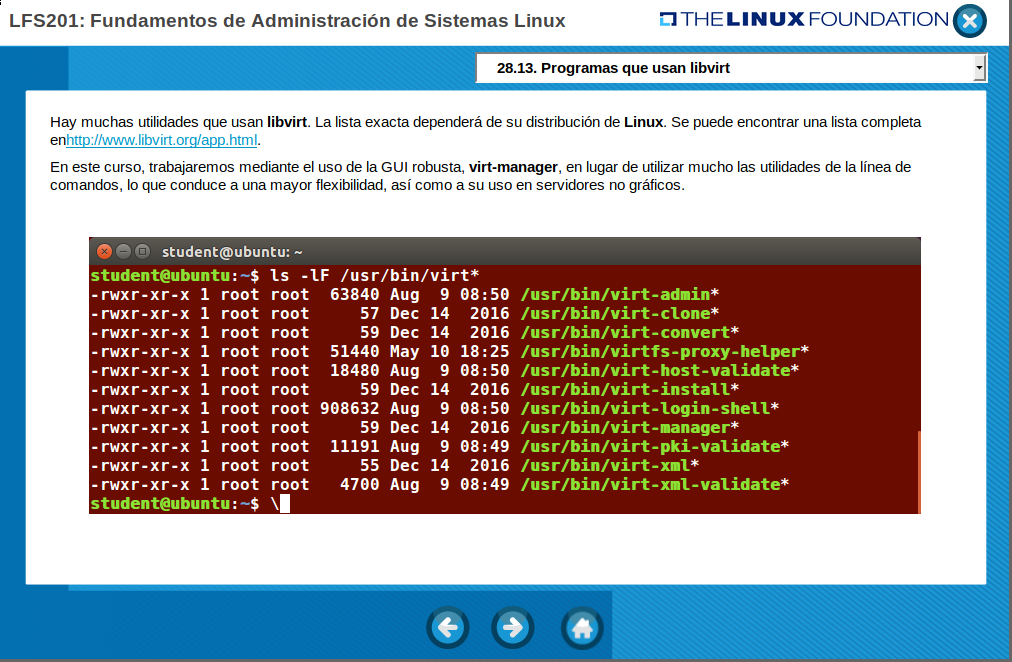 LFS201: Fundamentos de Administración de Sistemas Linux
THE LINUX FOUNDATION
28.13. Programas que usan libvirt
Hay muchas utilidades que usan libvirt. La lista exacta dependerá de su distribución de Linux. Se puede encontrar una lista completa
enhttp://www.libvirt.org/app.html.
En este curso, trabajaremos mediante el uso de la GUI robusta, virt-manager, en lugar de utilizar mucho las utilidades de la línea de
comandos, lo que conduce a una mayor flexibilidad, así como a su uso en servidores no gráficos.
student@ubuntu: ~
student@ubuntu:~$ ls -lF /usr/bin/virt*
-rwxr-xr-x 1 root root  63840 Aug  9 08:50 /usr/bin/virt-admin*
-rwxr-xr-x 1 root root     57 Dec 14  2016 /usr/bin/virt-clone*
-rwxr-xr-x 1 root root     59 Dec 14  2016 /usr/bin/virt-convert*
-rwxr-xr-x 1 root root  51440 May 10 18:25 /usr/bin/virtfs-proxy-helper*
-rwxr-xr-x 1 root root  18480 Aug  9 08:50 /usr/bin/virt-host-validate*
-rwxr-xr-x 1 root root     59 Dec 14  2016 /usr/bin/virt-install*
-rwxr-xr-x 1 root root 908632 Aug  9 08:50 /usr/bin/virt-login-shell*
-rwxr-xr-x 1 root root     59 Dec 14  2016 /usr/bin/virt-manager*
-rwxr-xr-x 1 root root  11191 Aug  9 08:49 /usr/bin/virt-pki-validate*
-rwxr-xr-x 1 root root     55 Dec 14  2016 /usr/bin/virt-xml*
-rwxr-xr-x 1 root root   4700 Aug  9 08:49 /usr/bin/virt-xml-validate*
student@ubuntu:~$ \